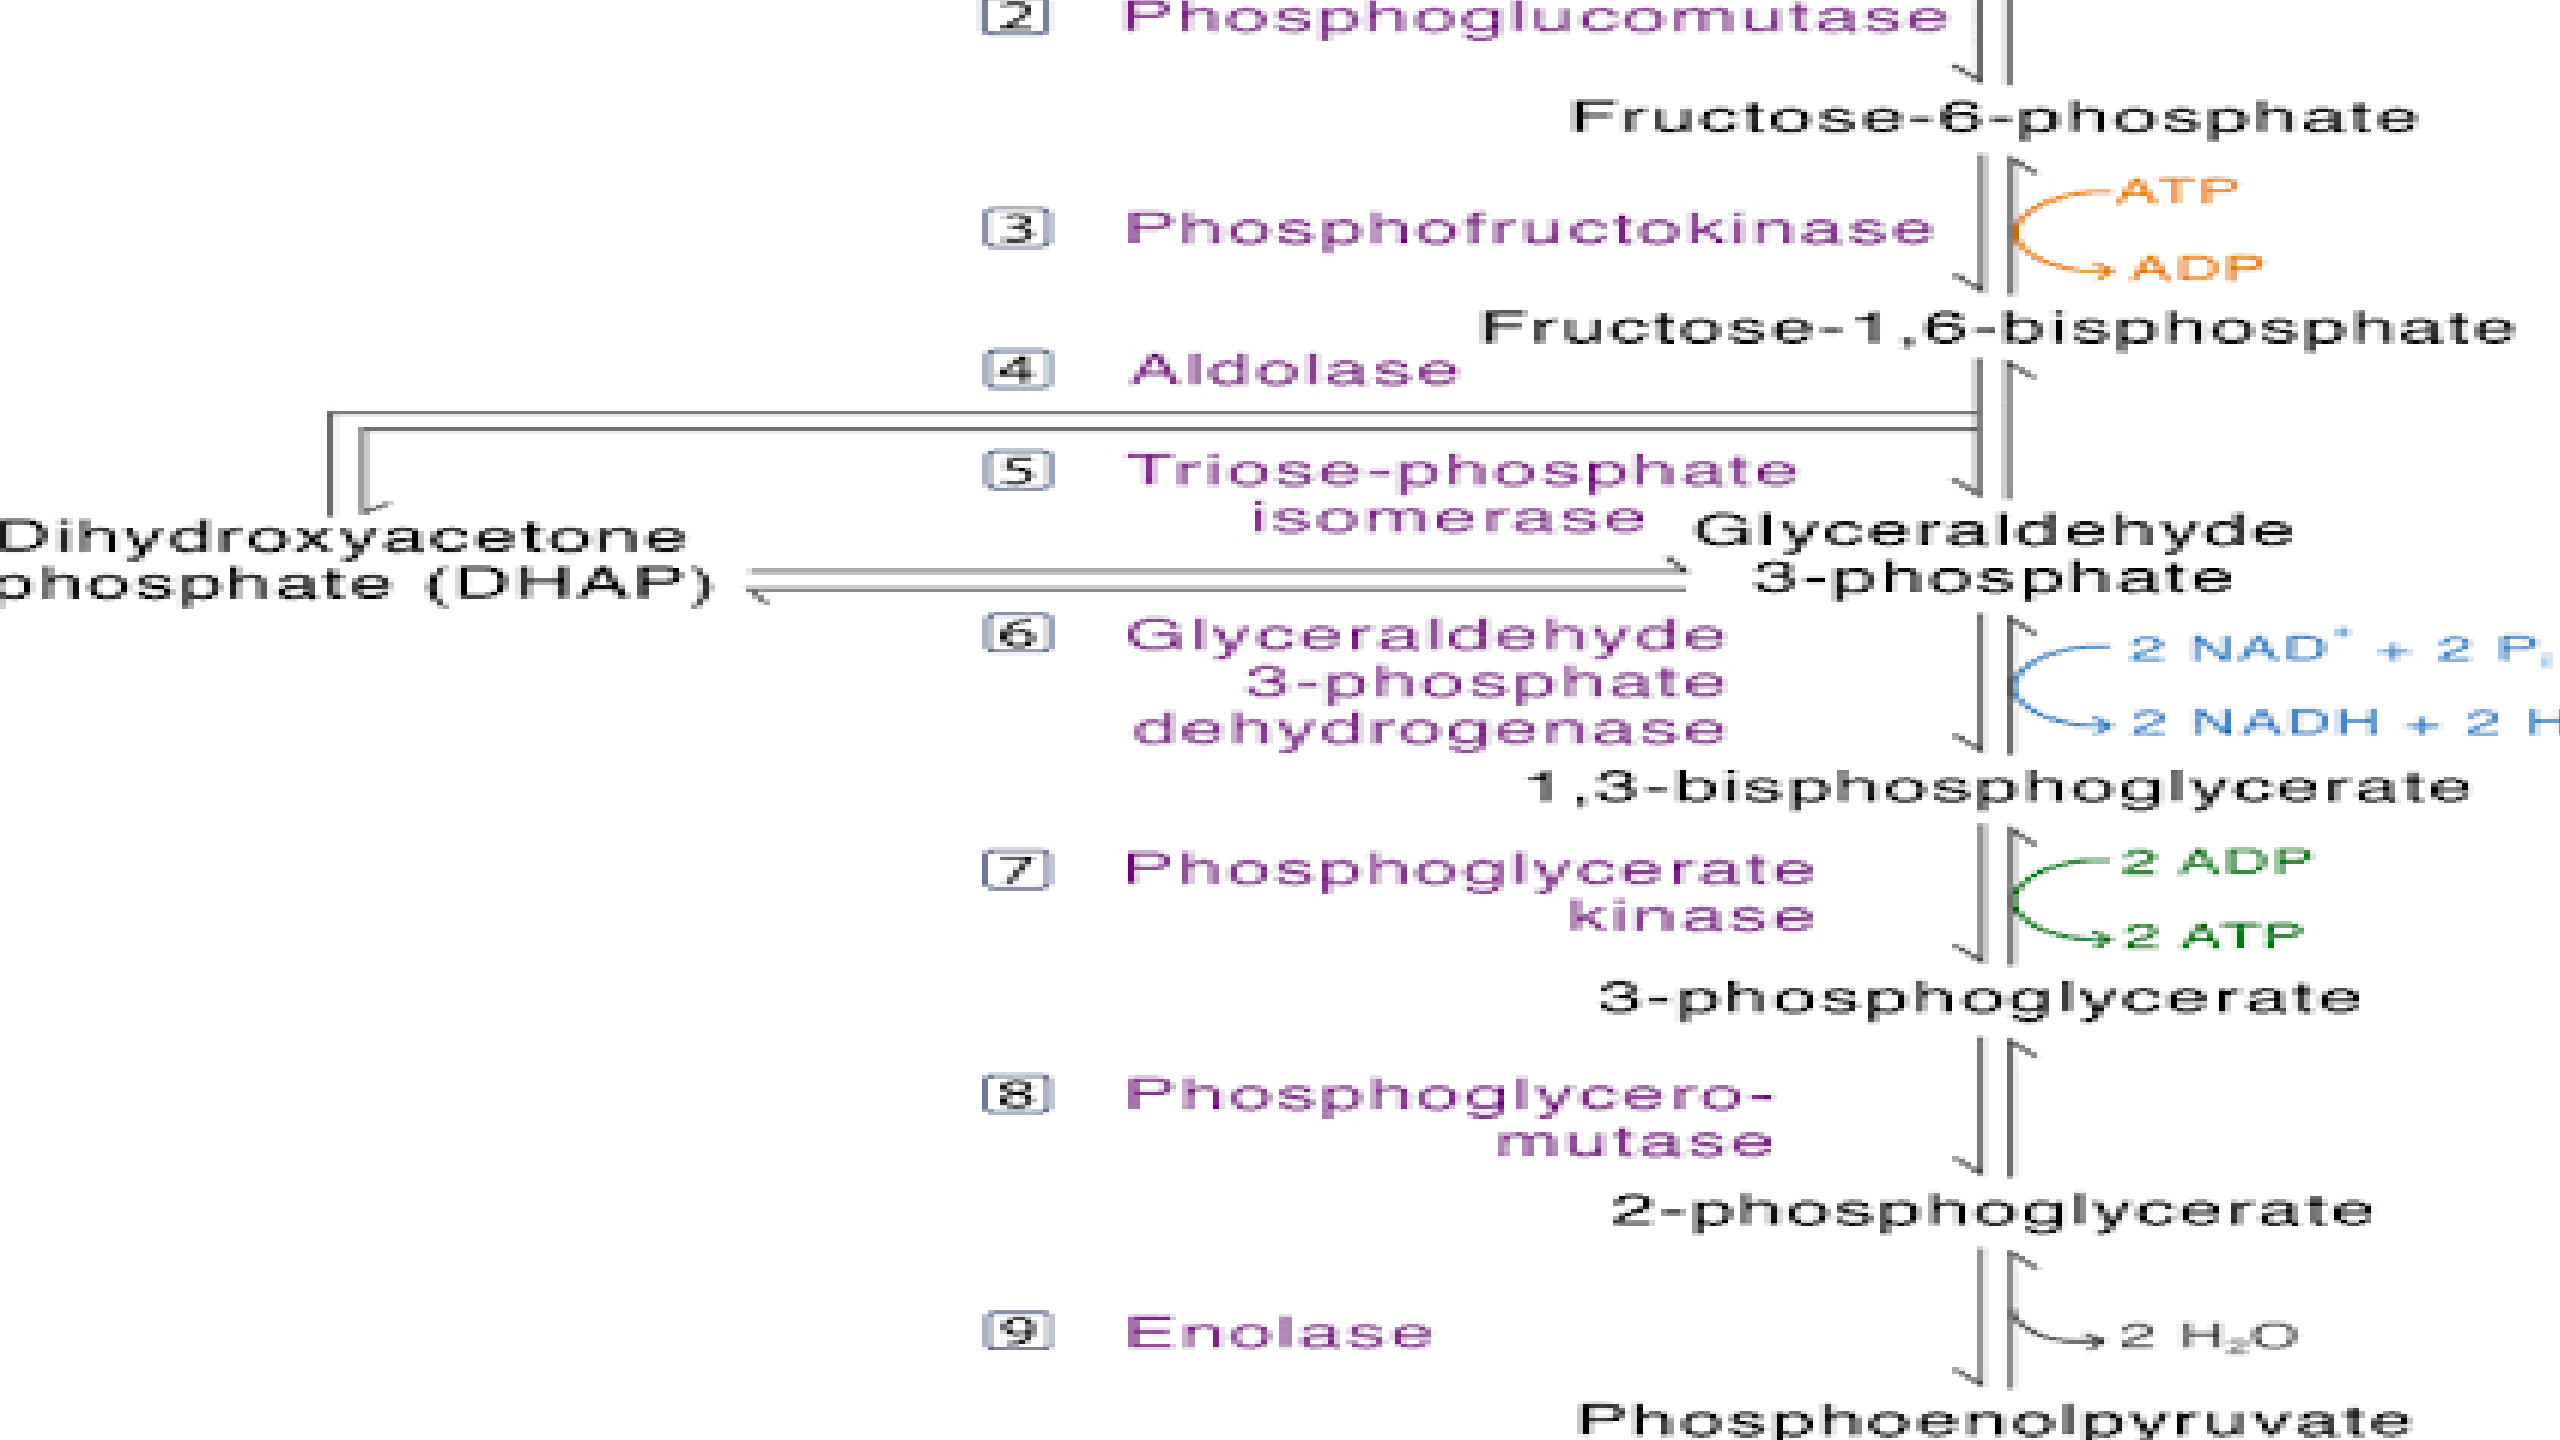 2 Phosphoglucomutase
Fructose-6-phosphate
ATP
3 Phosphofructokinase
ADP
Fructose-1,6-bisphosphate
4 Aldolase
5 Triose-phosphate
isomerase
Dihydroxyacetone
phosphate (DHAP)
Glyceraldehyde
3-phosphate
6 Glyceraldehyde
3-phosphate
dehydrogenase
2 NAD⁺ + 2 Pᵢ
2 NADH + 2 H
1,3-bisphosphoglycerate
7 Phosphoglycerate
kinase
2 ADP
2 ATP
3-phosphoglycerate
8 Phosphoglycero-
mutase
2-phosphoglycerate
9 Enolase
2 H₂O
Phosphoenolpyruvate